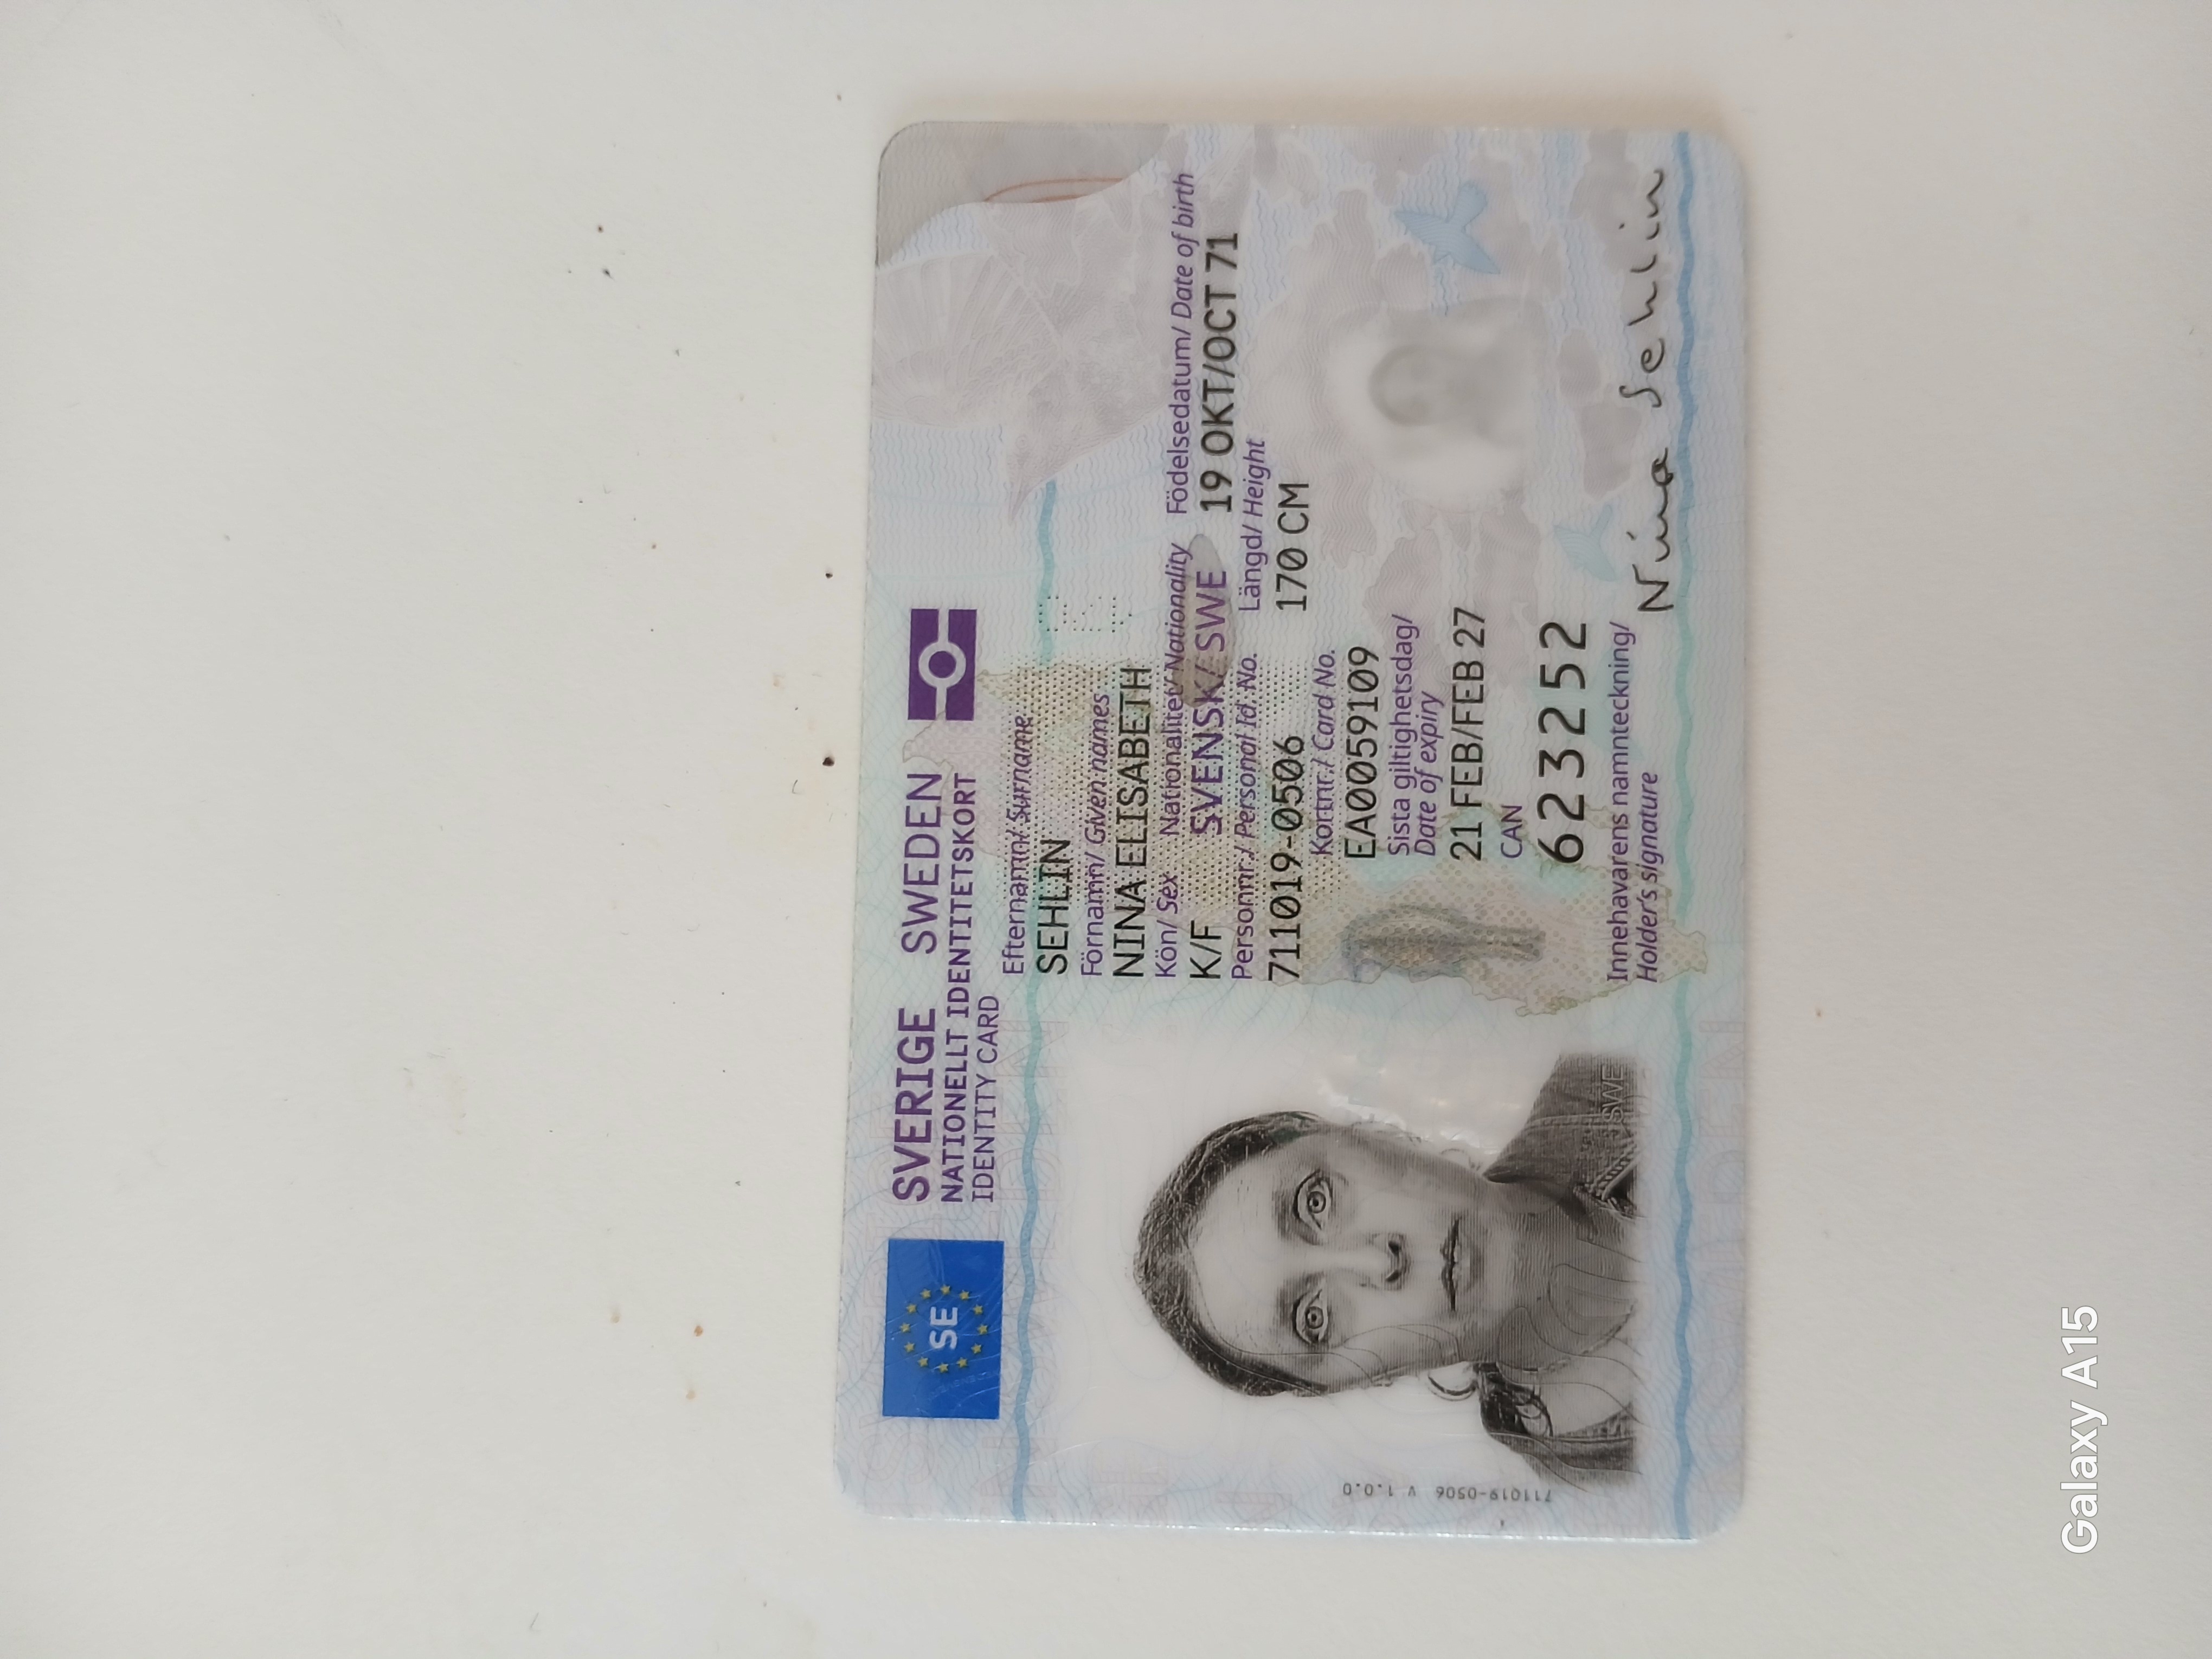 SE
SVERIGE SWEDEN
NATIONELLT IDENTITETSKORT
IDENTITY CARD
Efternamn/ Surname
SEHLIN
Förnamn/ Given names
NINA ELISABETH
Kön/ Sex Nationalitet/ Nationality Födelsedatum/ Date of birth
K/F SVENSK/ SWE 19 OKT/OCT 71
Personnr./ Personal Id. No. Längd/ Height
711019-0506 170 CM
Kortnr./ Card No.
EA0059109
Sista giltighetsdag/
Date of expiry
21 FEB/FEB 27
CAN
623252
Innehavarens namnteckning/
Holder's signature
Nina Sehlin
711019-0506 V 1.0.0
SWE
Galaxy A15